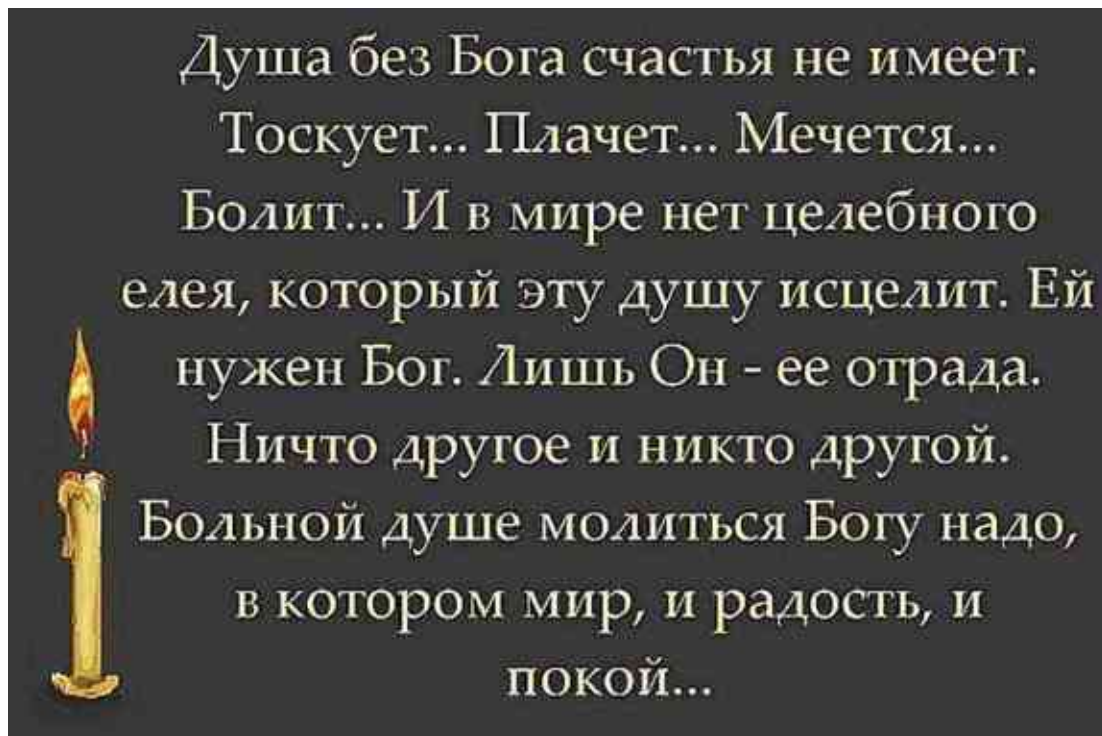 Душа без Бога счастья не имеет.
Тоскует... Плачет... Мечется...
Болит... И в мире нет целебного
елея, который эту душу исцелит. Ей
нужен Бог. Лишь Он - ее отрада.
Ничто другое и никто другой.
Больной душе молиться Богу надо,
в котором мир, и радость, и
покой...